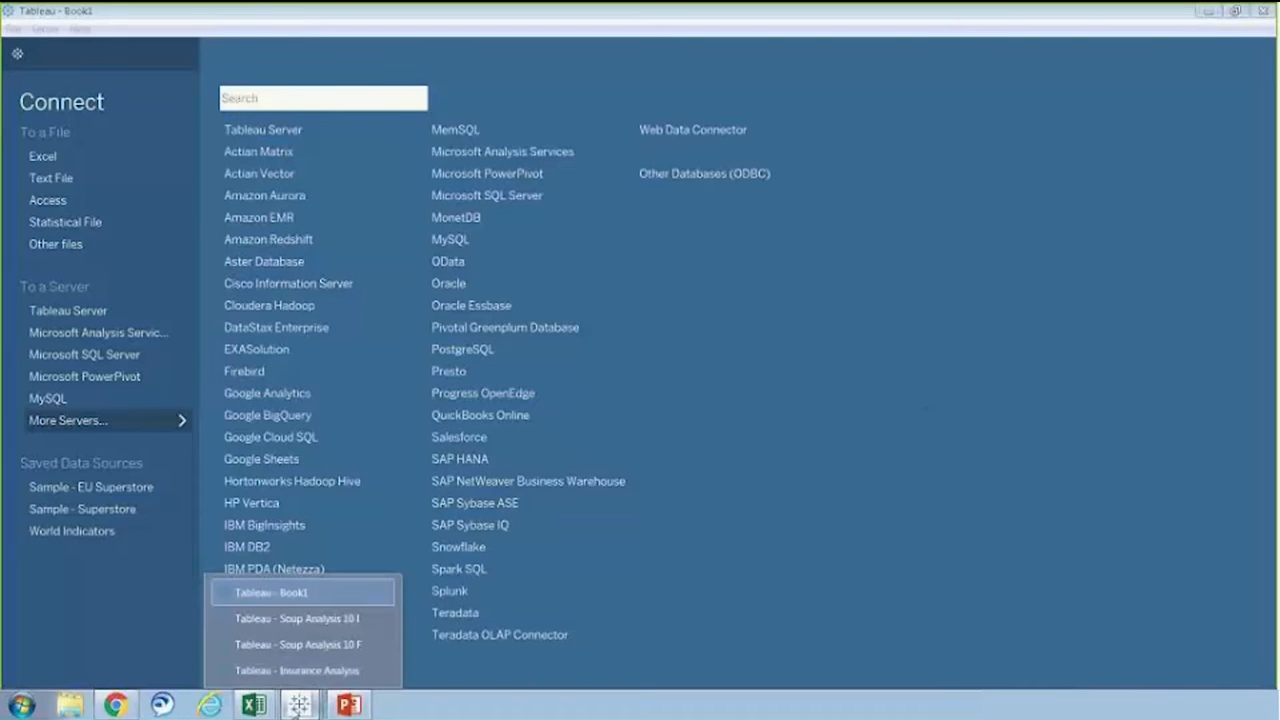 Tableau - Book1
File Server Help
Connect
To a File
Excel
Text File
Access
Statistical File
Other files
To a Server
Tableau Server
Microsoft Analysis Servic...
Microsoft SQL Server
Microsoft PowerPivot
MySQL
More Servers...
Saved Data Sources
Sample - EU Superstore
Sample - Superstore
World Indicators
Search
Tableau Server
Actian Matrix
Actian Vector
Amazon Aurora
Amazon EMR
Amazon Redshift
Aster Database
Cisco Information Server
Cloudera Hadoop
DataStax Enterprise
EXASolution
Firebird
Google Analytics
Google BigQuery
Google Cloud SQL
Google Sheets
Hortonworks Hadoop Hive
HP Vertica
IBM BigInsights
IBM DB2
IBM PDA (Netezza)
MemSQL
Microsoft Analysis Services
Microsoft PowerPivot
Microsoft SQL Server
MonetDB
MySQL
OData
Oracle
Oracle Essbase
Pivotal Greenplum Database
PostgreSQL
Presto
Progress OpenEdge
QuickBooks Online
Salesforce
SAP HANA
SAP NetWeaver Business Warehouse
SAP Sybase ASE
SAP Sybase IQ
Snowflake
Spark SQL
Splunk
Teradata
Teradata OLAP Connector
Web Data Connector
Other Databases (ODBC)
Tableau - Book1
Tableau - Soup Analysis 10 I
Tableau - Soup Analysis 10 F
Tableau - Insurance Analysis